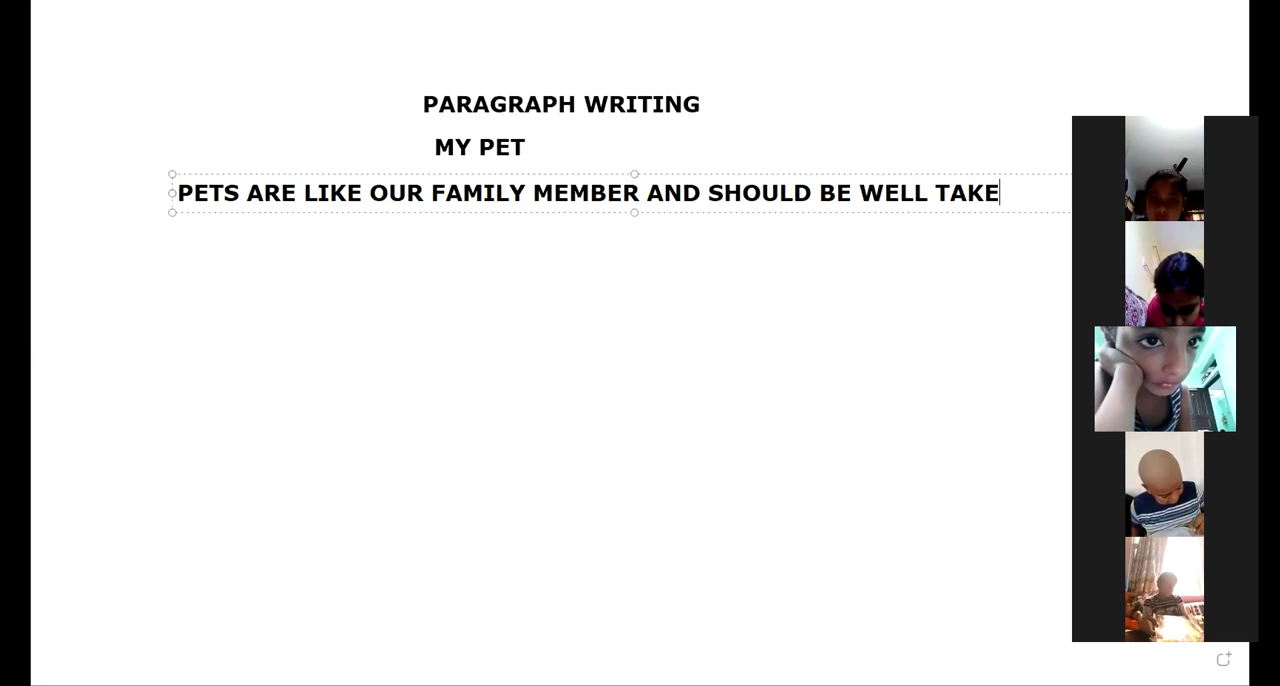 PARAGRAPH WRITING
MY PET
PETS ARE LIKE OUR FAMILY MEMBER AND SHOULD BE WELL TAKE